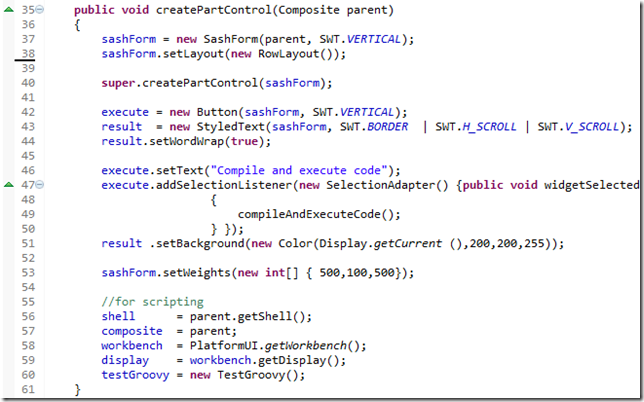 35 public void createPartControl(Composite parent)
36 {
37 sashForm = new SashForm(parent, SWT.VERTICAL);
38 sashForm.setLayout(new RowLayout());
39
40 super.createPartControl(sashForm);
41
42 execute = new Button(sashForm, SWT.VERTICAL);
43 result  = new StyledText(sashForm, SWT.BORDER  | SWT.H_SCROLL | SWT.V_SCROLL);
44 result.setWordWrap(true);
45
46 execute.setText("Compile and execute code");
47 execute.addSelectionListener(new SelectionAdapter() {public void widgetSelected
48 {
49 compileAndExecuteCode();
50 } });
51 result .setBackground(new Color(Display.getCurrent (),200,200,255));
52
53 sashForm.setWeights(new int[] { 500,100,500});
54
55 //for scripting
56 shell      = parent.getShell();
57 composite  = parent;
58 workbench  = PlatformUI.getWorkbench();
59 display    = workbench.getDisplay();
60 testGroovy = new TestGroovy();
61 }